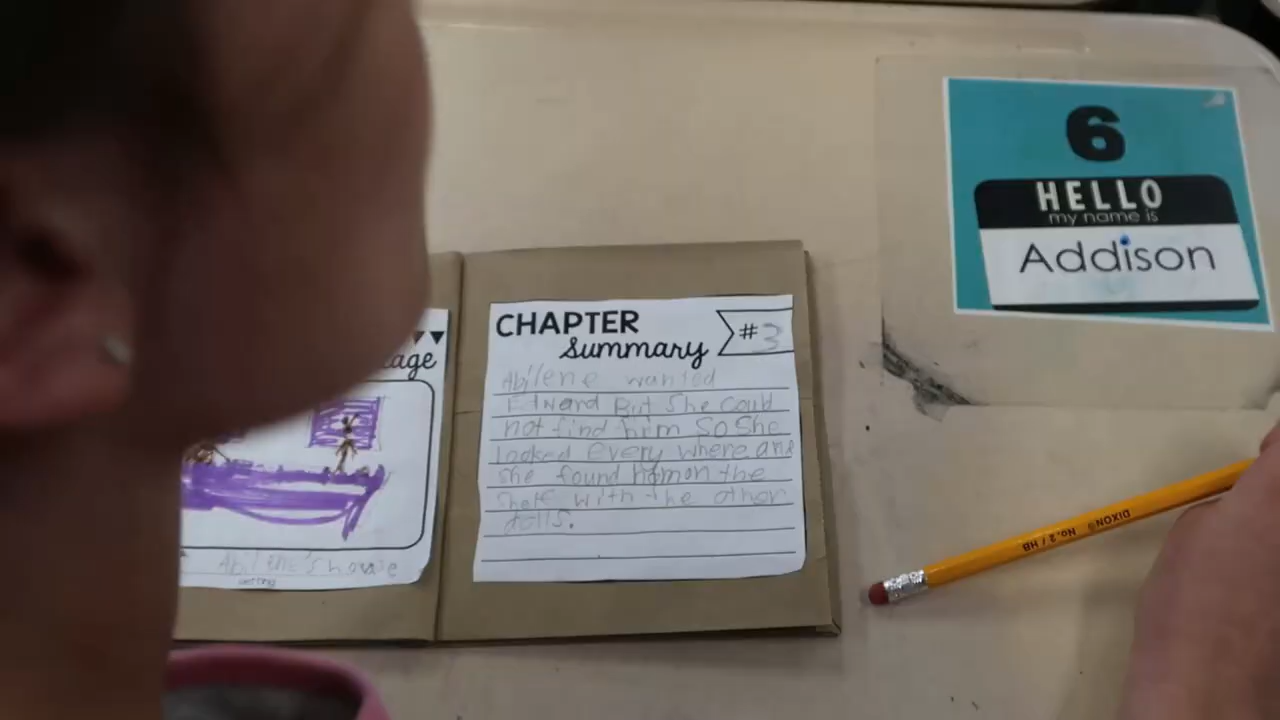 6
HELLO
my name is
Addison
CHAPTER
Summary
#3
Abilene wanted
Edward But She could
not find him So She
looked every where and
she found him on the
Shelf with the other
dolls.
Abilene's house
setting
DIXON® No. 2 / HB